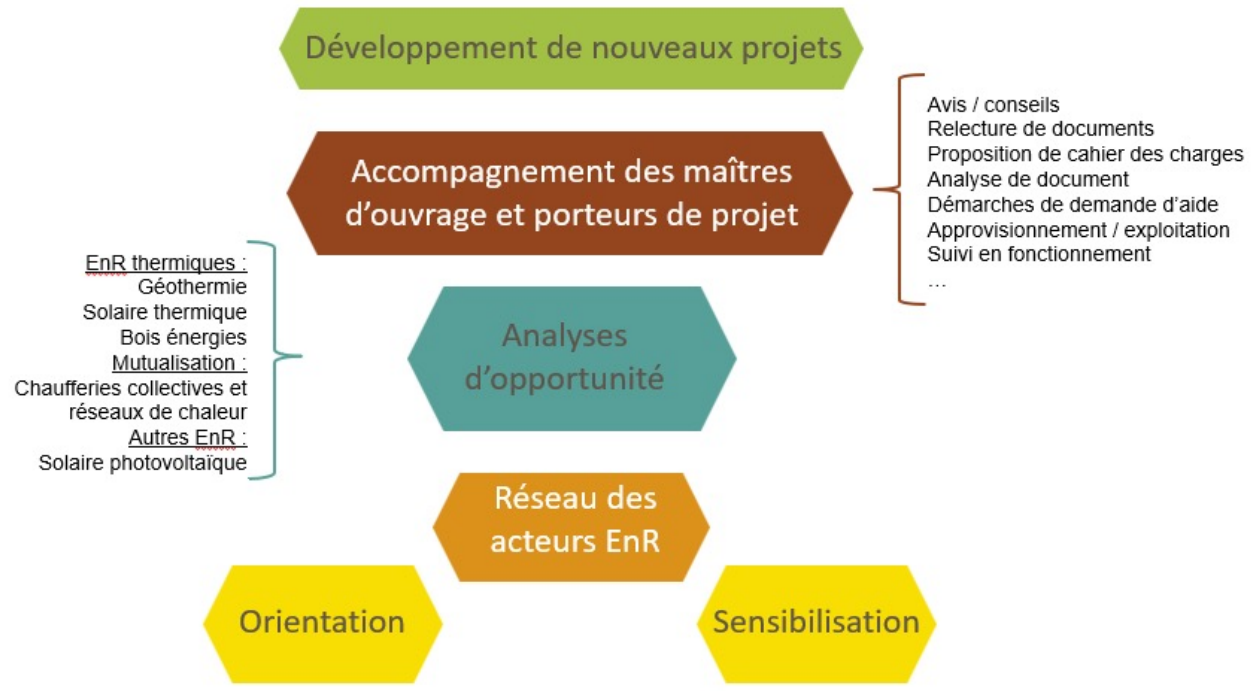 Développement de nouveaux projets
Accompagnement des maîtres
d'ouvrage et porteurs de projet
Avis / conseils
Relecture de documents
Proposition de cahier des charges
Analyse de document
Démarches de demande d'aide
Approvisionnement / exploitation
Suivi en fonctionnement
...
EnR thermiques :
Géothermie
Solaire thermique
Bois énergies
Mutualisation :
Chaufferies collectives et
réseaux de chaleur
Autres EnR :
Solaire photovoltaïque
Analyses
d'opportunité
Réseau des
acteurs EnR
Orientation
Sensibilisation